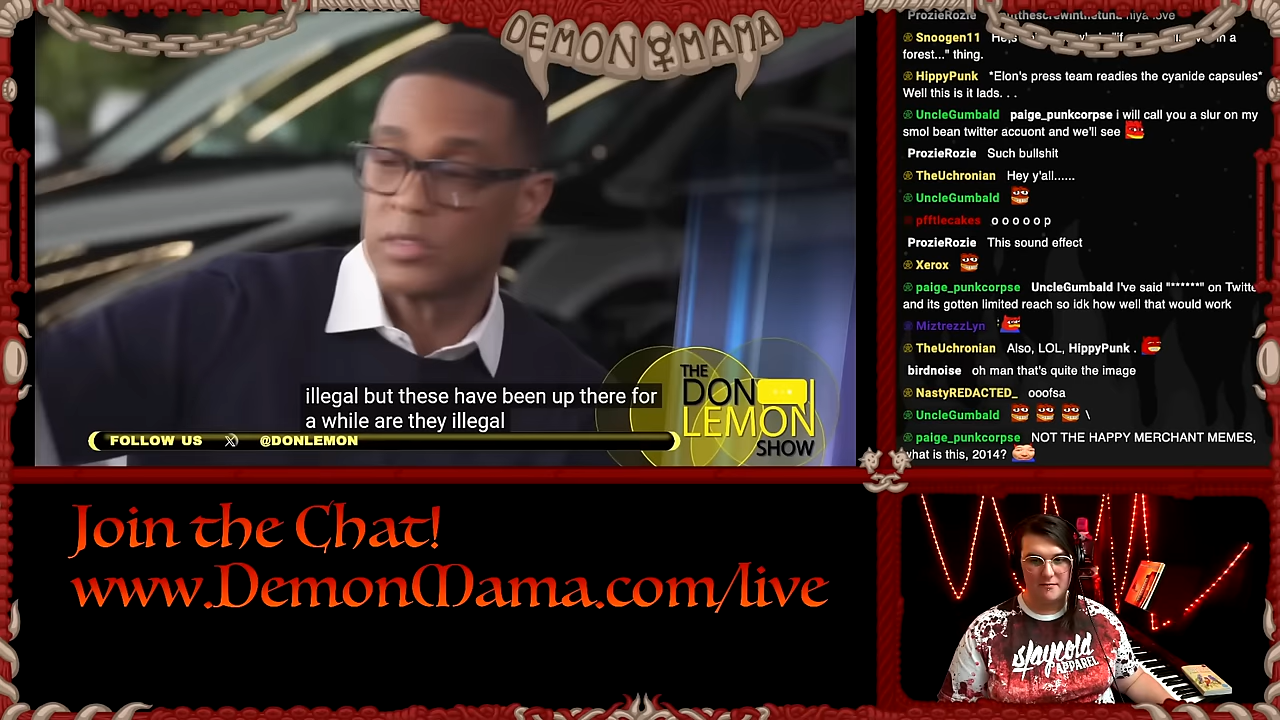 DEMON MAMA
illegal but these have been up there for
a while are they illegal
FOLLOW US X @DONLEMON
THE
DON
LEMON
SHOW
ProzieRozie
Snoogen11
forest..." thing.
HippyPunk *Elon's press team readies the cyanide capsules*
Well this is it lads. . .
UncleGumbald paige_punkcorpse i will call you a slur on my
smol bean twitter accuont and we'll see
ProzieRozie Such bullshit
TheUchronian Hey y'all......
UncleGumbald
pfftlecakes o o o o o p
ProzieRozie This sound effect
Xerox
paige_punkcorpse UncleGumbald I've said "******" on Twitte
and its gotten limited reach so idk how well that would work
MiztrezzLyn :
TheUchronian Also, LOL, HippyPunk .
birdnoise oh man that's quite the image
NastyREDACTED_ ooofsa
UncleGumbald \
paige_punkcorpse NOT THE HAPPY MERCHANT MEMES,
what is this, 2014?
Join the Chat!
www.DemonMama.com/live
staycold
APPAREL